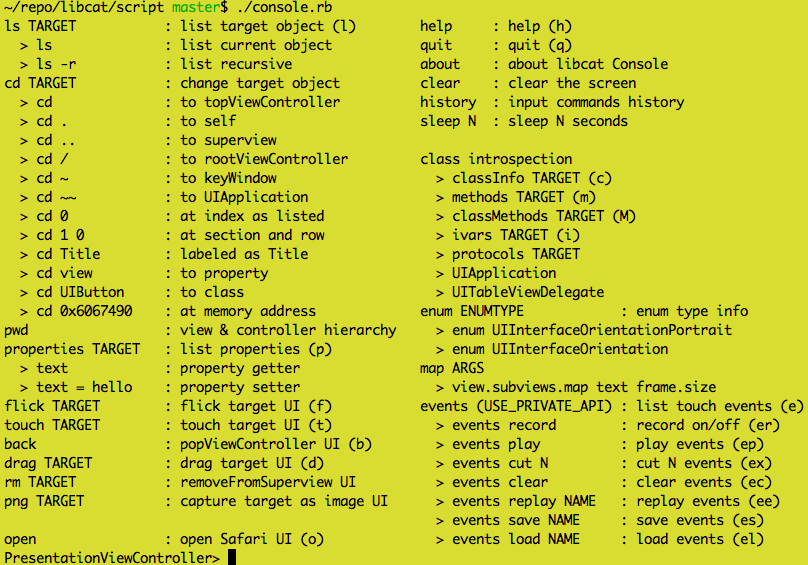 ~/repo/libcat/script master$ ./console.rb
ls TARGET           : list target object (l)        help     : help (h)
  > ls              : list current object           quit     : quit (q)
  > ls -r           : list recursive                about    : about libcat Console
cd TARGET           : change target object          clear    : clear the screen
  > cd              : to topViewController          history  : input commands history
  > cd .            : to self                       sleep N  : sleep N seconds
  > cd ..           : to superview
  > cd /            : to rootViewController         class introspection
  > cd ~            : to keyWindow                    > classInfo TARGET (c)
  > cd ~~           : to UIApplication                > methods TARGET (m)
  > cd 0            : at index as listed              > classMethods TARGET (M)
  > cd 1 0          : at section and row              > ivars TARGET (i)
  > cd Title        : labeled as Title                > protocols TARGET
  > cd view         : to property                     > UIApplication
  > cd UIButton     : to class                        > UITableViewDelegate
  > cd 0x6067490    : at memory address             enum ENUMTYPE            : enum type info
pwd                 : view & controller hierarchy     > enum UIInterfaceOrientationPortrait
properties TARGET   : list properties (p)             > enum UIInterfaceOrientation
  > text            : property getter               map ARGS
  > text = hello    : property setter                 > view.subviews.map text frame.size
flick TARGET        : flick target UI (f)           events (USE_PRIVATE_API) : list touch events (e)
touch TARGET        : touch target UI (t)             > events record        : record on/off (er)
back                : popViewController UI (b)        > events play          : play events (ep)
drag TARGET         : drag target UI (d)              > events cut N         : cut N events (ex)
rm TARGET           : removeFromSuperview UI          > events clear         : clear events (ec)
png TARGET          : capture target as image UI      > events replay NAME   : replay events (ee)
                                                      > events save NAME     : save events (es)
open                : open Safari UI (o)              > events load NAME     : load events (el)
PresentationViewController>